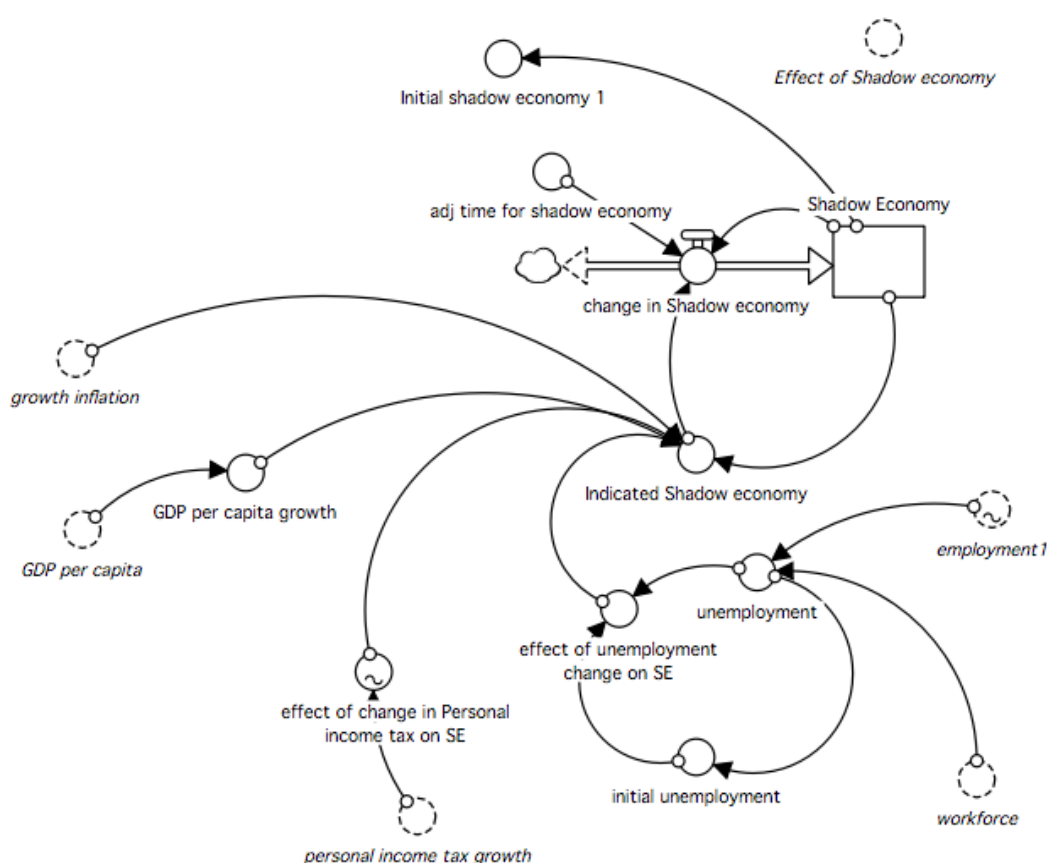 Effect of Shadow economy
Initial shadow economy 1
Shadow Economy
adj time for shadow economy
change in Shadow economy
growth inflation
Indicated Shadow economy
GDP per capita growth
employment1
GDP per capita
unemployment
effect of unemployment
change on SE
effect of change in Personal
income tax on SE
initial unemployment
workforce
personal income tax growth